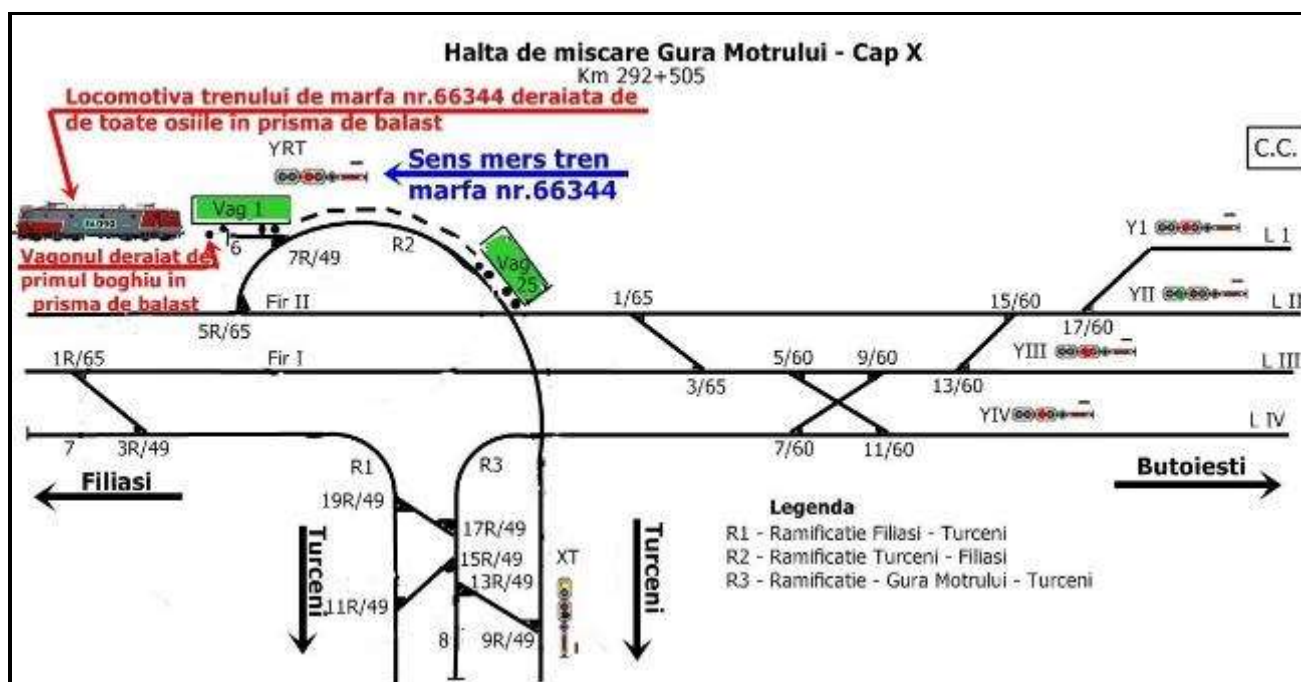 Halta de miscare Gura Motrului - Cap X
Km 292+505
Locomotiva trenului de marfa nr.66344 deraiata de
de toate osiile in prisma de balast
YRT
Sens mers tren
marfa nr.66344
C.C.
Vag 1
Y1
L 1
6
R2
Vagonul deraiat de
primul boghiu in
prisma de balast
7R/49
Vag
25
YII
L II
Fir II
1/65
15/60
17/60
5R/65
1R/65
Fir I
5/60
9/60
YIII
L III
3/65
13/60
YIV
L IV
7
3R/49
7/60
11/60
R1
R3
Filiasi
Butoiesti
19R/49
17R/49
Legenda
R1 - Ramificatie Filiasi - Turceni
R2 - Ramificatie Turceni - Filiasi
R3 - Ramificatie - Gura Motrului - Turceni
Turceni
15R/49
XT
Turceni
13R/49
11R/49
8
9R/49